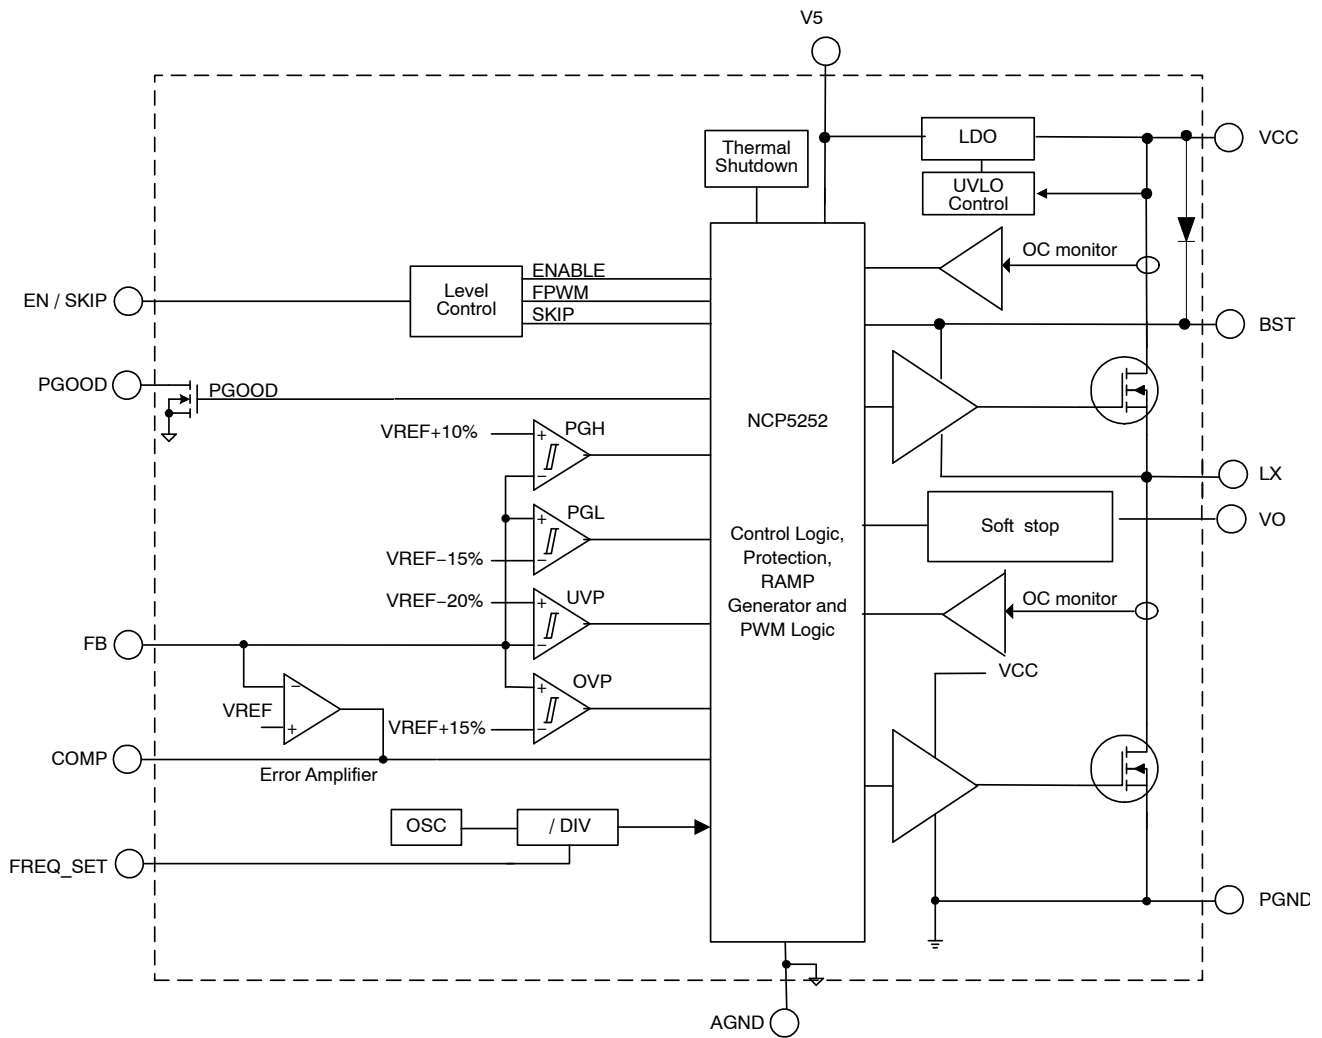 V5
Thermal
Shutdown
LDO
VCC
UVLO
Control
OC monitor
EN / SKIP
Level
Control
ENABLE
FPWM
SKIP
BST
PGOOD
PGOOD
NCP5252
VREF+10%
+
PGH
−
LX
+
PGL
VREF−15%
−
Control Logic,
Protection,
RAMP
Generator and
PWM Logic
Soft stop
VO
VREF−20%
+
UVP
−
OC monitor
FB
VCC
+
OVP
VREF+15%
−
−
VREF
+
COMP
Error Amplifier
OSC
/ DIV
FREQ_SET
PGND
AGND